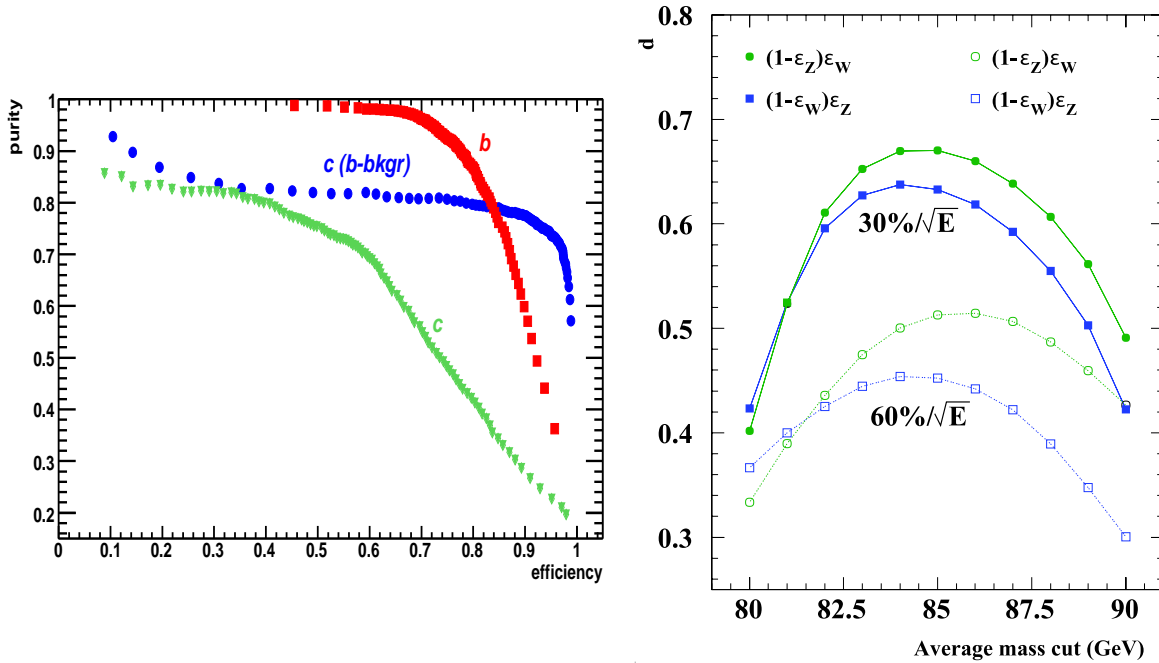 purity
1
0.9
0.8
0.7
0.6
0.5
0.4
0.3
0.2
b
c (b-bkgr)
c
0 0.1 0.2 0.3 0.4 0.5 0.6 0.7 0.8 0.9 1
efficiency
d
0.8
0.7
0.6
0.5
0.4
0.3
(1-εZ)εW (1-εZ)εW
(1-εW)εZ (1-εW)εZ
30%/√E
60%/√E
80 82.5 85 87.5 90
Average mass cut (GeV)